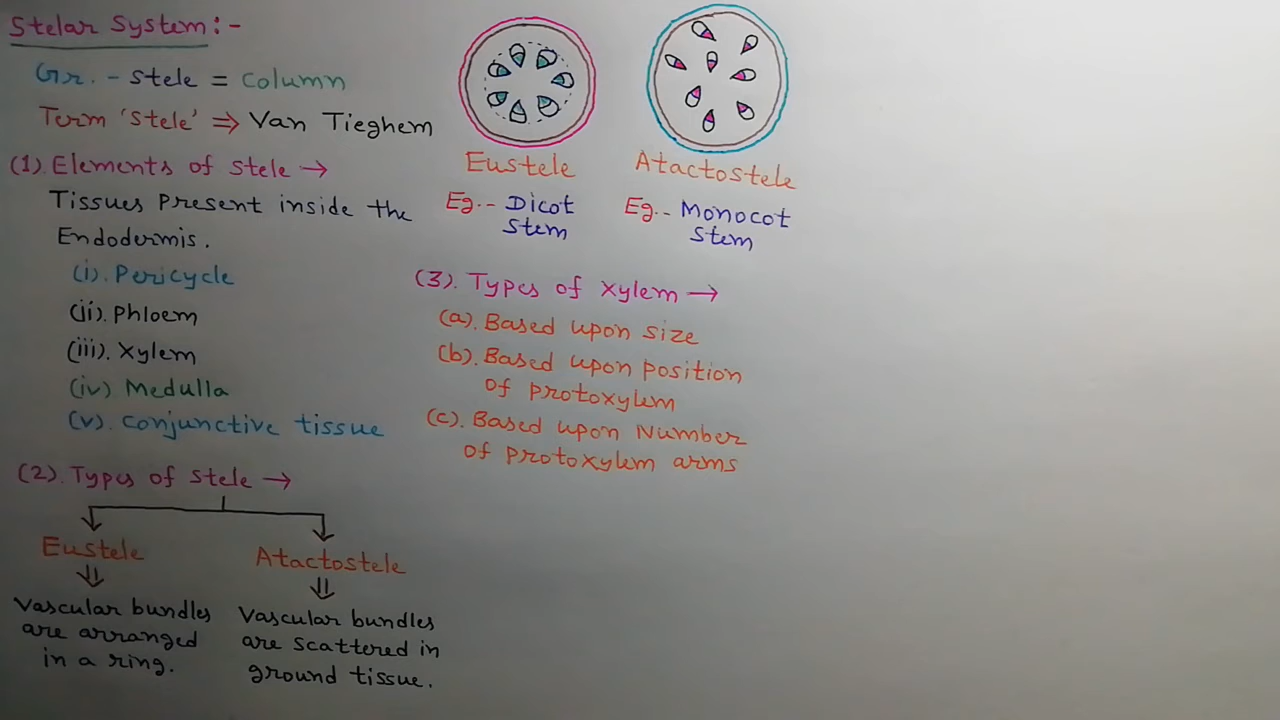 Stelar System:-
Gr.- Stele = Column
Term 'Stele' ⇒ Van Tieghem
(1). Elements of Stele →
Tissues Present inside the
Endodermis.
(i). Pericycle
(ii). Phloem
(iii). Xylem
(iv) Medulla
(v). Conjunctive tissue
(2). Types of Stele →
Eustele
⇓
Vascular bundles
are arranged
in a ring.
Atactostele
⇓
Vascular bundles
are Scattered in
ground tissue.
Eustele
Eg.- Dicot
Stem
Atactostele
Eg.- Monocot
Stem
(3). Types of Xylem →
(a). Based upon size
(b). Based upon position
of protoxylem
(c). Based upon Number
of protoxylem arms